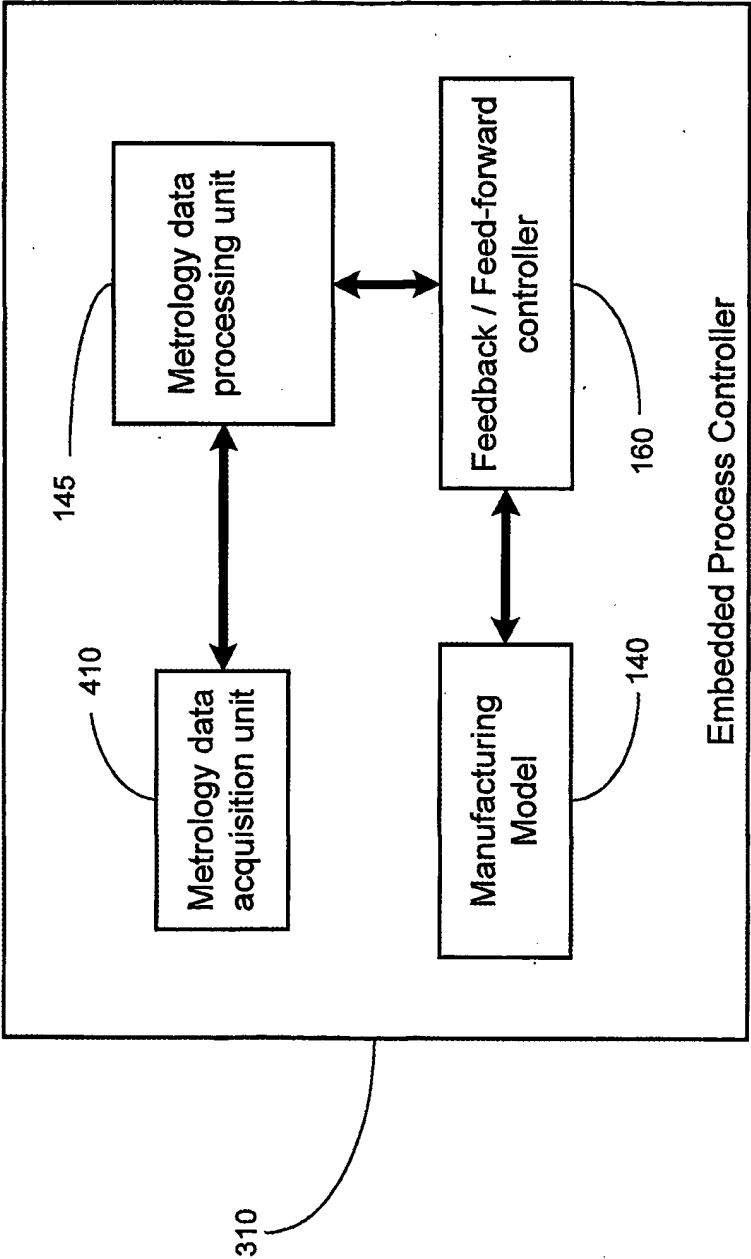 310
410
Metrology data
acquisition unit
145
Metrology data
processing unit
Manufacturing
Model
140
Feedback / Feed-forward
controller
160
Embedded Process Controller